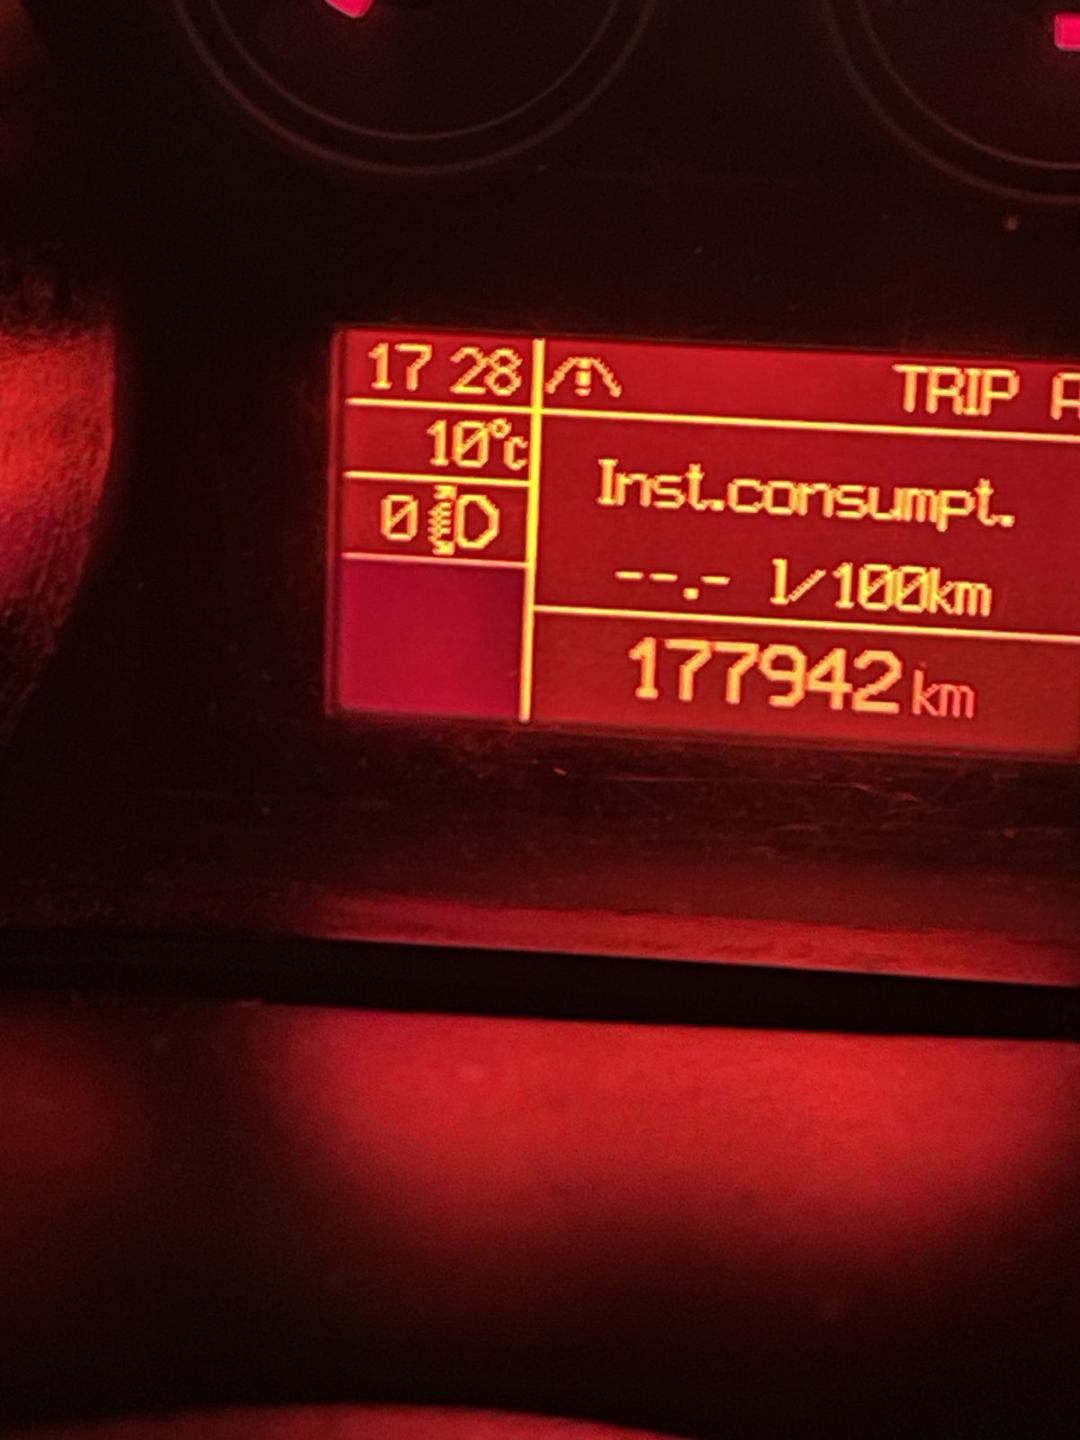 17 28
TRIP A
10°c
Inst.consumpt.
0
--.- l/100km
177942 km